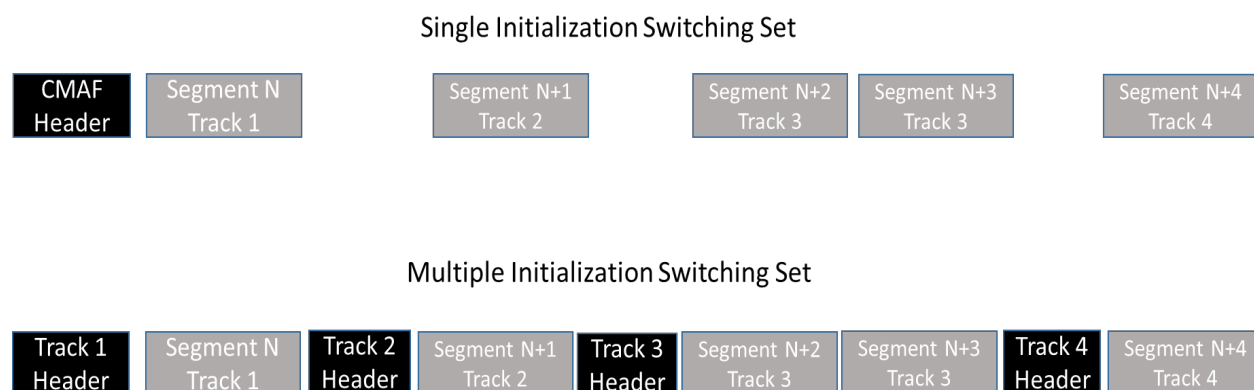 Single Initialization Switching Set
CMAF Header
Segment N Track 1
Segment N+1 Track 2
Segment N+2 Track 3
Segment N+3 Track 3
Segment N+4 Track 4
Multiple Initialization Switching Set
Track 1 Header
Segment N Track 1
Track 2 Header
Segment N+1 Track 2
Track 3 Header
Segment N+2 Track 3
Segment N+3 Track 3
Track 4 Header
Segment N+4 Track 4